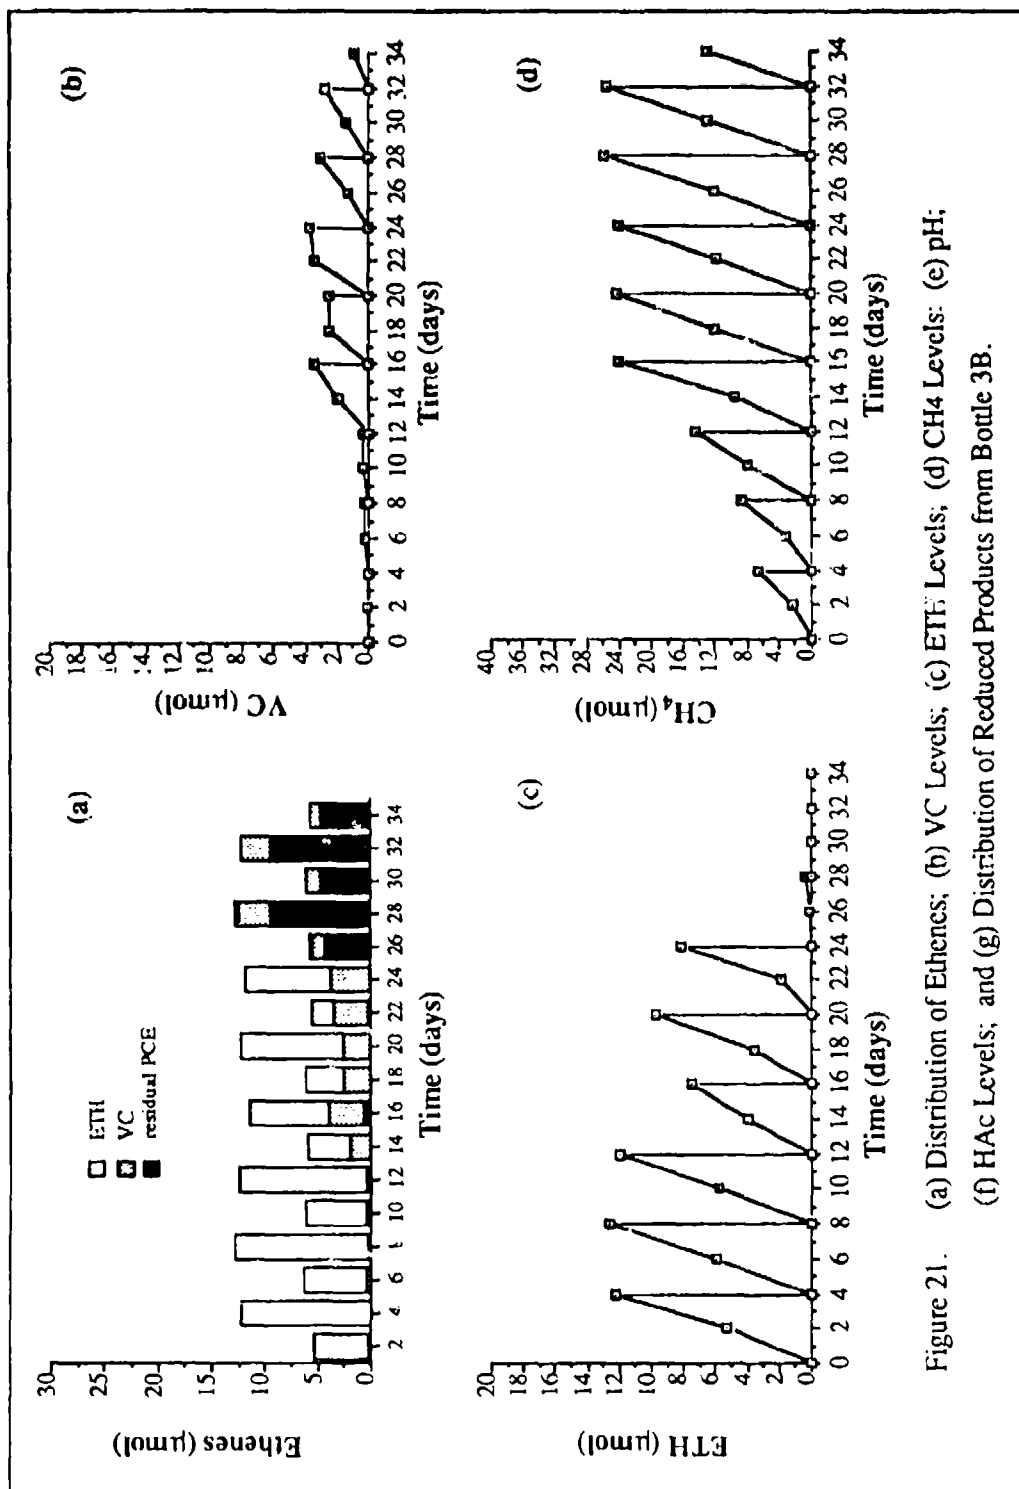 (a)
Ethenes (µmol)
30
25
20
15
10
5
0
ETH
VC
residual PCE
2 4 6 8 10 12 14 16 18 20 22 24 26 28 30 32 34
Time (days)
(b)
VC (µmol)
20
18
16
14
12
10
8
6
4
2
0
0 2 4 6 8 10 12 14 16 18 20 22 24 26 28 30 32 34
Time (days)
(c)
ETH (µmol)
20
18
16
14
12
10
8
6
4
2
0
0 2 4 6 8 10 12 14 16 18 20 22 24 26 28 30 32 34
Time (days)
(d)
CH₄ (µmol)
40
36
32
28
24
20
16
12
8
4
0
0 2 4 6 8 10 12 14 16 18 20 22 24 26 28 30 32 34
Time (days)
Figure 21. (a) Distribution of Ethenes; (b) VC Levels; (c) ETH Levels; (d) CH4 Levels: (e) pH;
(f) HAc Levels; and (g) Distribution of Reduced Products from Bottle 3B.